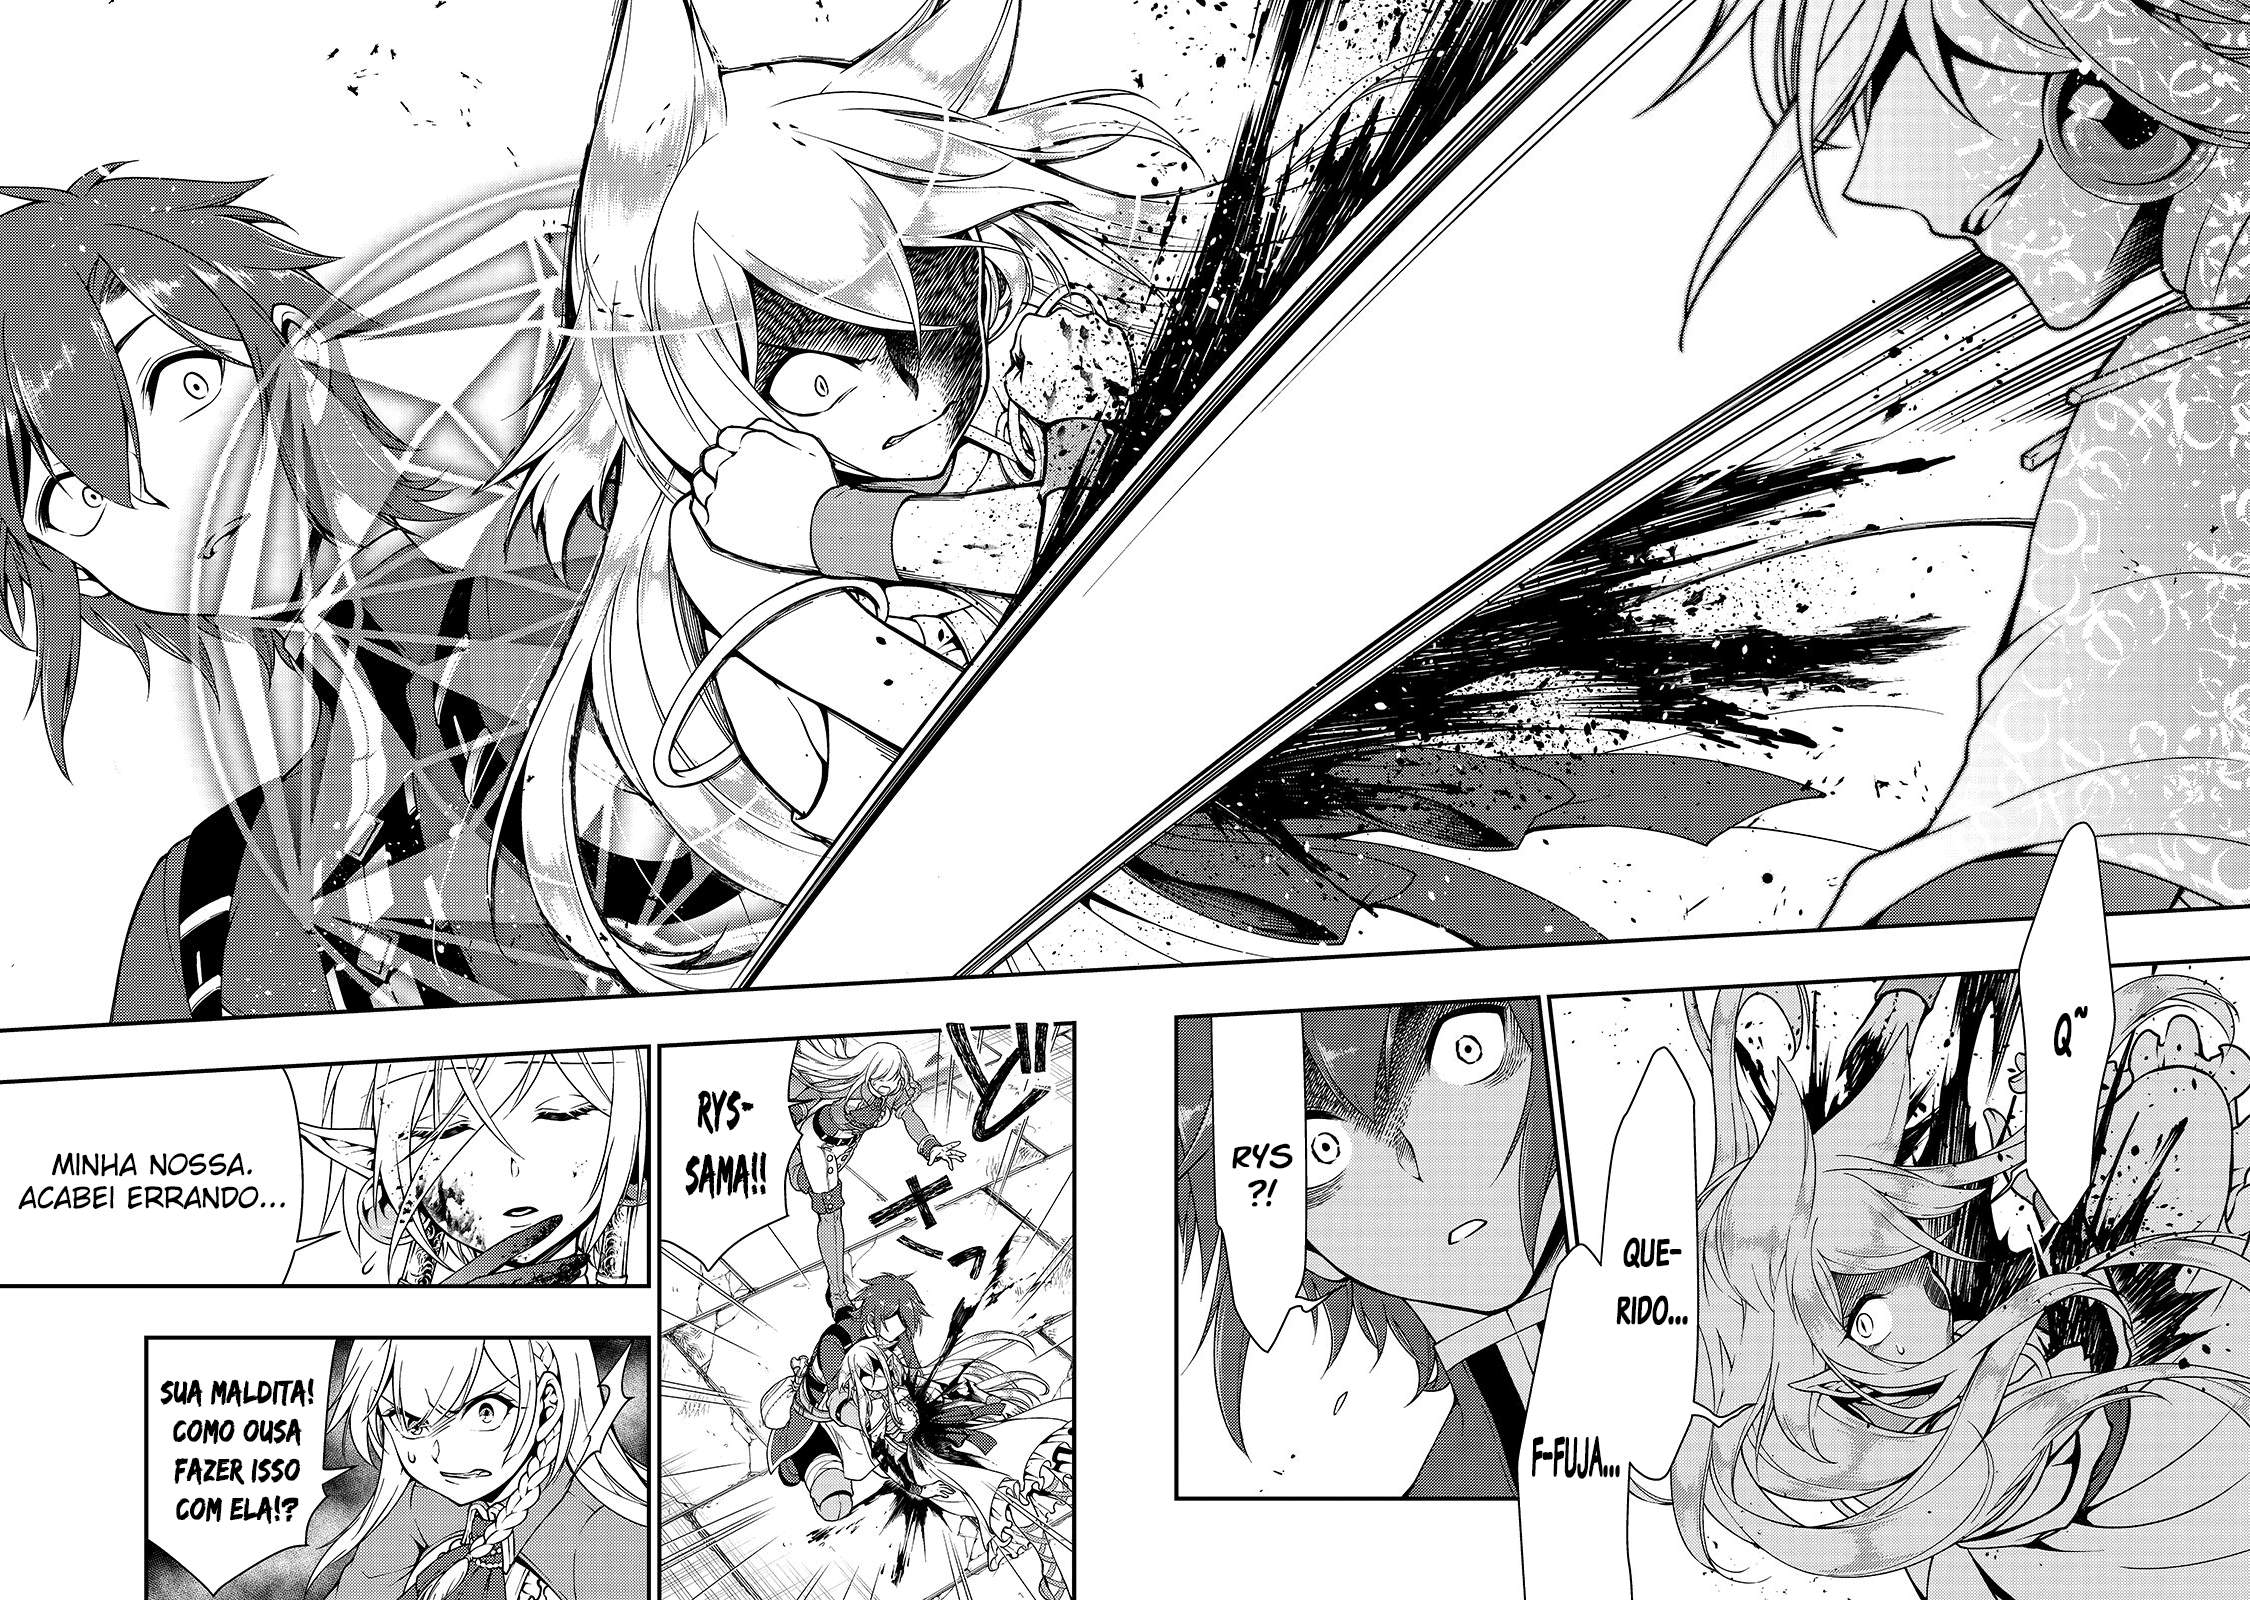 Q~
QUE-
RIDO...
F-FUJA...
RYS
?!
RYS-
SAMA!!
MINHA NOSSA.
ACABEI ERRANDO...
SUA MALDITA!
COMO OUSA
FAZER ISSO
COM ELA!?